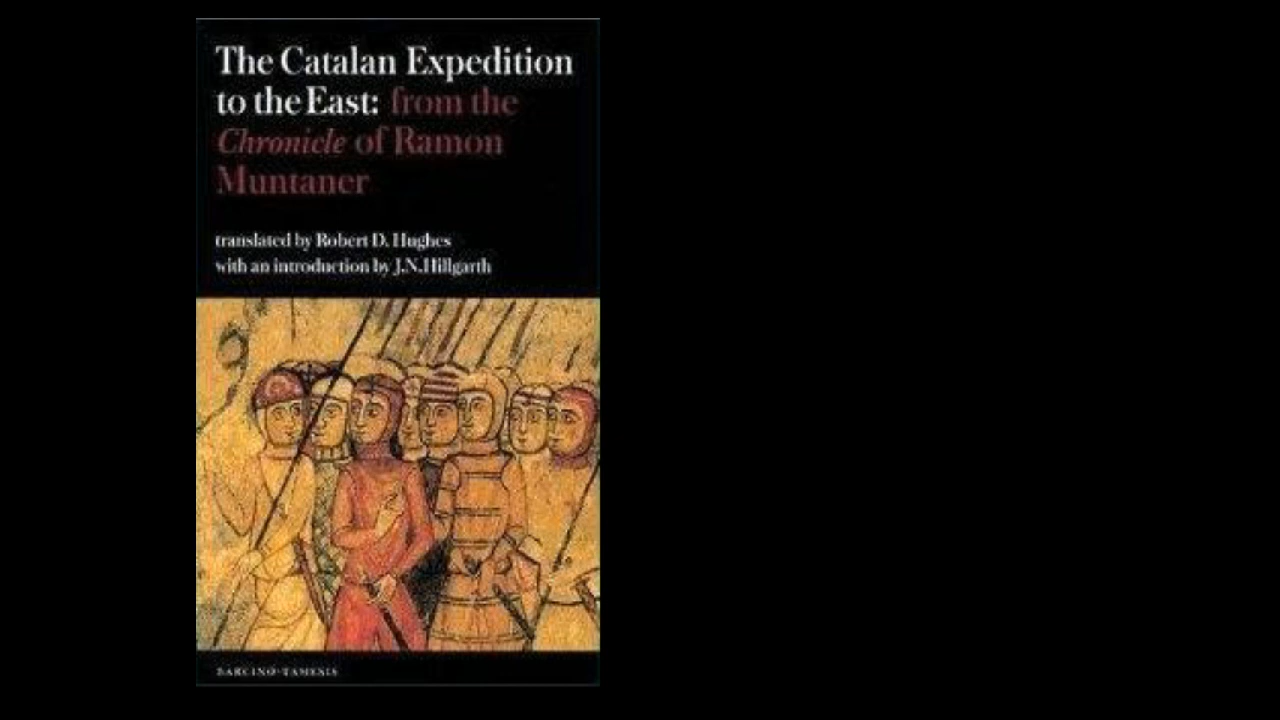 The Catalan Expedition
to the East: from the
Chronicle of Ramon
Muntaner
translated by Robert D. Hughes
with an introduction by J.N.Hillgarth
BARCINO·TAMESIS